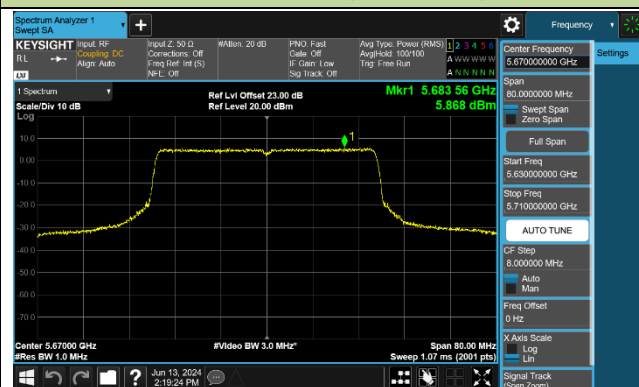 Spectrum Analyzer 1
Swept SA
Frequency
KEYSIGHT
RL
Input: RF
Coupling: DC
Align: Auto
Input Z: 50 Ω
Corrections: Off
Freq Ref: Int (S)
NFE: Off
#Atten: 20 dB
PNO: Fast
Gate: Off
IF Gain: Low
Sig Track: Off
Avg Type: Power (RMS)
Avg|Hold: 100/100
Trig: Free Run
1 2 3 4 5 6
A W W W W W
A N N N N N
LXI
1 Spectrum
Scale/Div 10 dB
Log
Ref Lvl Offset 23.00 dB
Ref Level 20.00 dBm
Mkr1 5.683 56 GHz
5.868 dBm
1
10.0
0.00
-10.0
-20.0
-30.0
-40.0
-50.0
-60.0
-70.0
Center 5.67000 GHz
#Res BW 1.0 MHz
#Video BW 3.0 MHz*
Span 80.00 MHz
Sweep 1.07 ms (2001 pts)
Center Frequency
5.670000000 GHz
Span
80.0000000 MHz
Swept Span
Zero Span
Full Span
Start Freq
5.630000000 GHz
Stop Freq
5.710000000 GHz
AUTO TUNE
CF Step
8.000000 MHz
Auto
Man
Freq Offset
0 Hz
X Axis Scale
Log
Lin
Signal Track
(Span Zoom)
Settings
Jun 13, 2024
2:19:24 PM